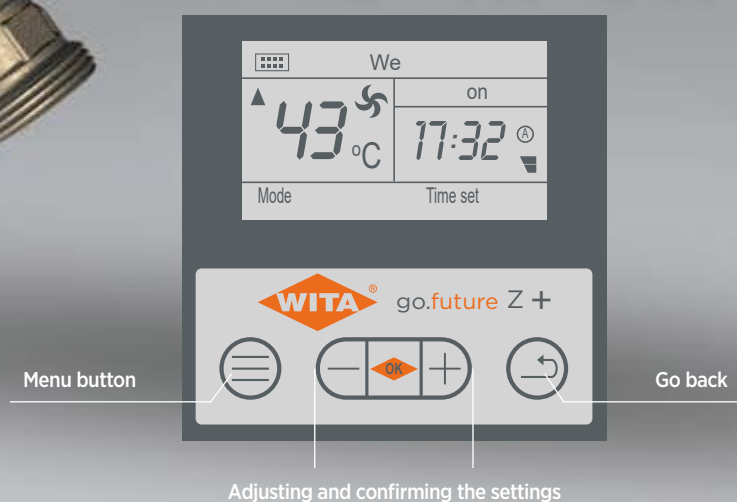 We
on
43 °C
17:32 A
Mode Time set
WITA® go.future Z +
Menu button
OK
Go back
Adjusting and confirming the settings